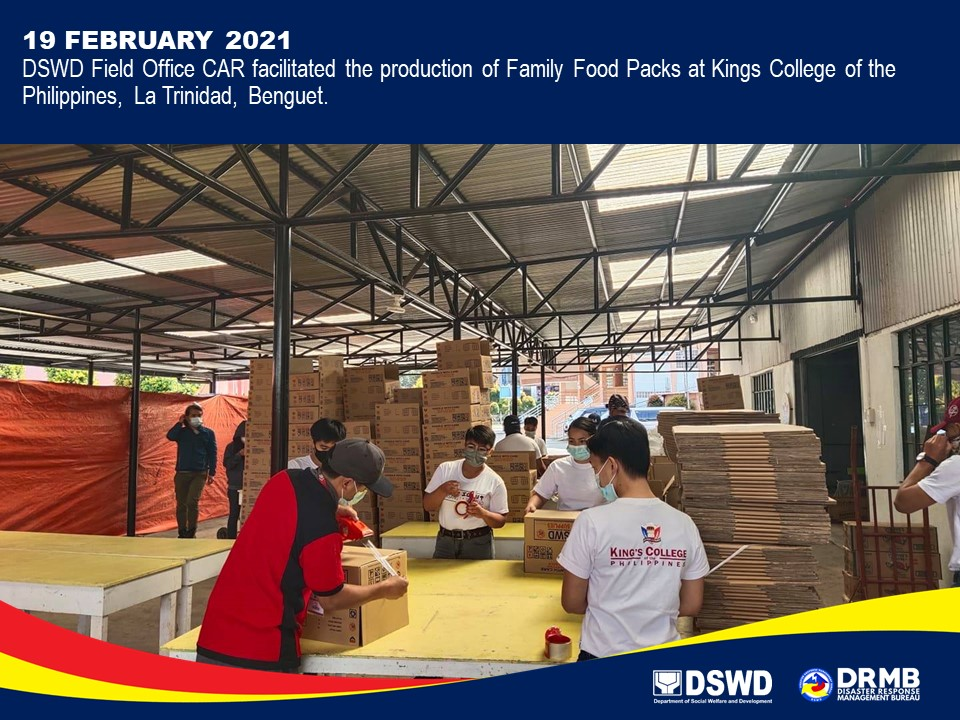 19 FEBRUARY 2021
DSWD Field Office CAR facilitated the production of Family Food Packs at Kings College of the
Philippines, La Trinidad, Benguet.
DSWD
KING'S COLLEGE
OF THE
PHILIPPINES
DSWD
Department of Social Welfare and Development
DRMB
DISASTER RESPONSE
MANAGEMENT BUREAU